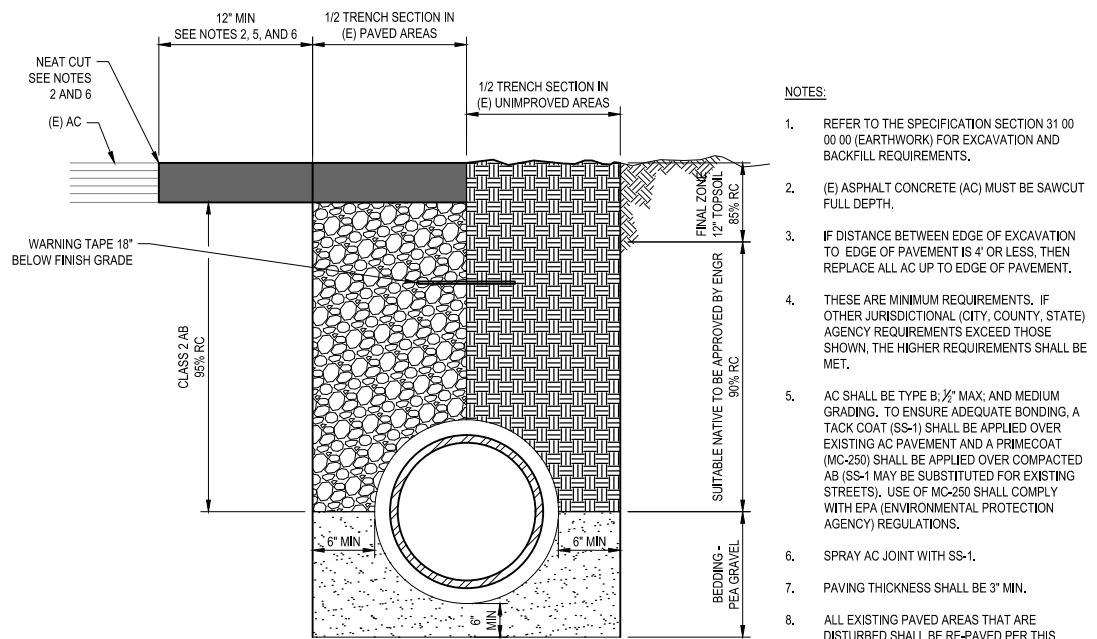 12" MIN
SEE NOTES 2, 5, AND 6
1/2 TRENCH SECTION IN
(E) PAVED AREAS
NEAT CUT
SEE NOTES
2 AND 6
(E) AC
1/2 TRENCH SECTION IN
(E) UNIMPROVED AREAS
WARNING TAPE 18"
BELOW FINISH GRADE
CLASS 2 AB
95% RC
FINAL ZONE
12" TOPSOIL
85% RC
SUITABLE NATIVE TO BE APPROVED BY ENGR
90% RC
6" MIN
6" MIN
6"
MIN
BEDDING -
PEA GRAVEL
NOTES:
1. REFER TO THE SPECIFICATION SECTION 31 00
00 00 (EARTHWORK) FOR EXCAVATION AND
BACKFILL REQUIREMENTS.
2. (E) ASPHALT CONCRETE (AC) MUST BE SAWCUT
FULL DEPTH.
3. IF DISTANCE BETWEEN EDGE OF EXCAVATION
TO EDGE OF PAVEMENT IS 4' OR LESS, THEN
REPLACE ALL AC UP TO EDGE OF PAVEMENT.
4. THESE ARE MINIMUM REQUIREMENTS. IF
OTHER JURISDICTIONAL (CITY, COUNTY, STATE)
AGENCY REQUIREMENTS EXCEED THOSE
SHOWN, THE HIGHER REQUIREMENTS SHALL BE
MET.
5. AC SHALL BE TYPE B; ½" MAX; AND MEDIUM
GRADING. TO ENSURE ADEQUATE BONDING, A
TACK COAT (SS-1) SHALL BE APPLIED OVER
EXISTING AC PAVEMENT AND A PRIMECOAT
(MC-250) SHALL BE APPLIED OVER COMPACTED
AB (SS-1 MAY BE SUBSTITUTED FOR EXISTING
STREETS). USE OF MC-250 SHALL COMPLY
WITH EPA (ENVIRONMENTAL PROTECTION
AGENCY) REGULATIONS.
6. SPRAY AC JOINT WITH SS-1.
7. PAVING THICKNESS SHALL BE 3" MIN.
8. ALL EXISTING PAVED AREAS THAT ARE
DISTURBED SHALL BE RE-PAVED PER THIS